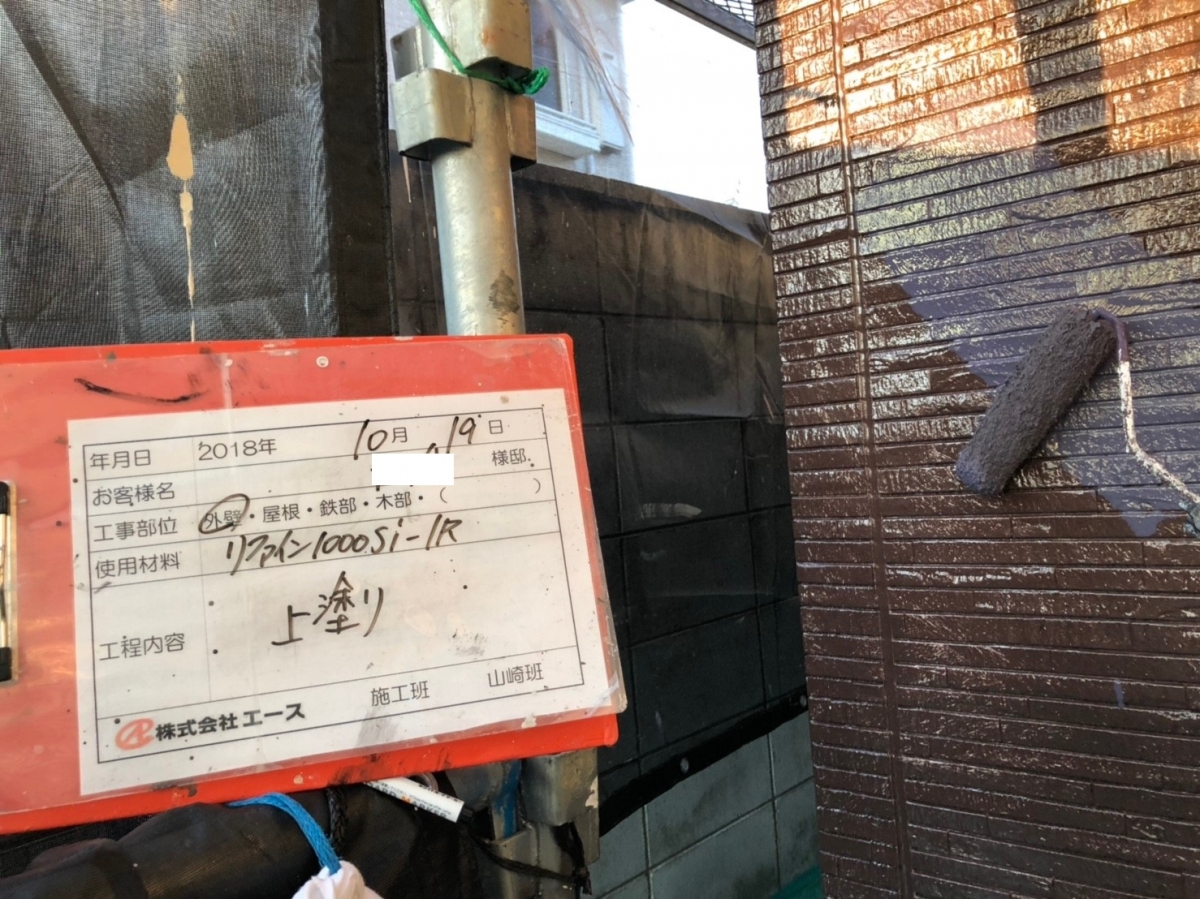 年月日 2018年 10月 19日
お客様名 様邸
工事部位 外壁・屋根・鉄部・木部・（ ）
使用材料 リファイン1000Si-IR
工程内容 上塗り
施工班 山崎班
株式会社エース